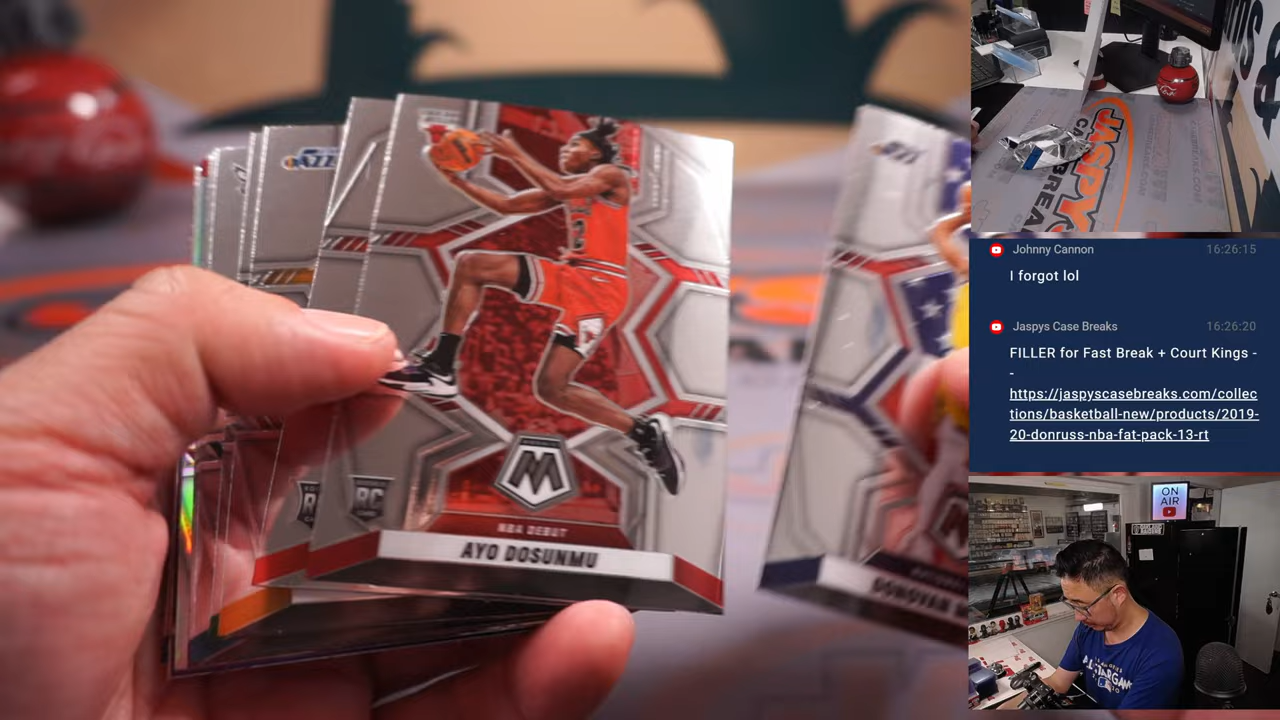 RC
NBA DEBUT
AYO DOSUNMU
DONOVAN M
JASPY'S
Johnny Cannon 16:26:15
I forgot lol
Jaspys Case Breaks 16:26:20
FILLER for Fast Break + Court Kings -
-
https://jaspyscasebreaks.com/collec
tions/basketball-new/products/2019-
20-donruss-nba-fat-pack-13-rt
ON
AIR